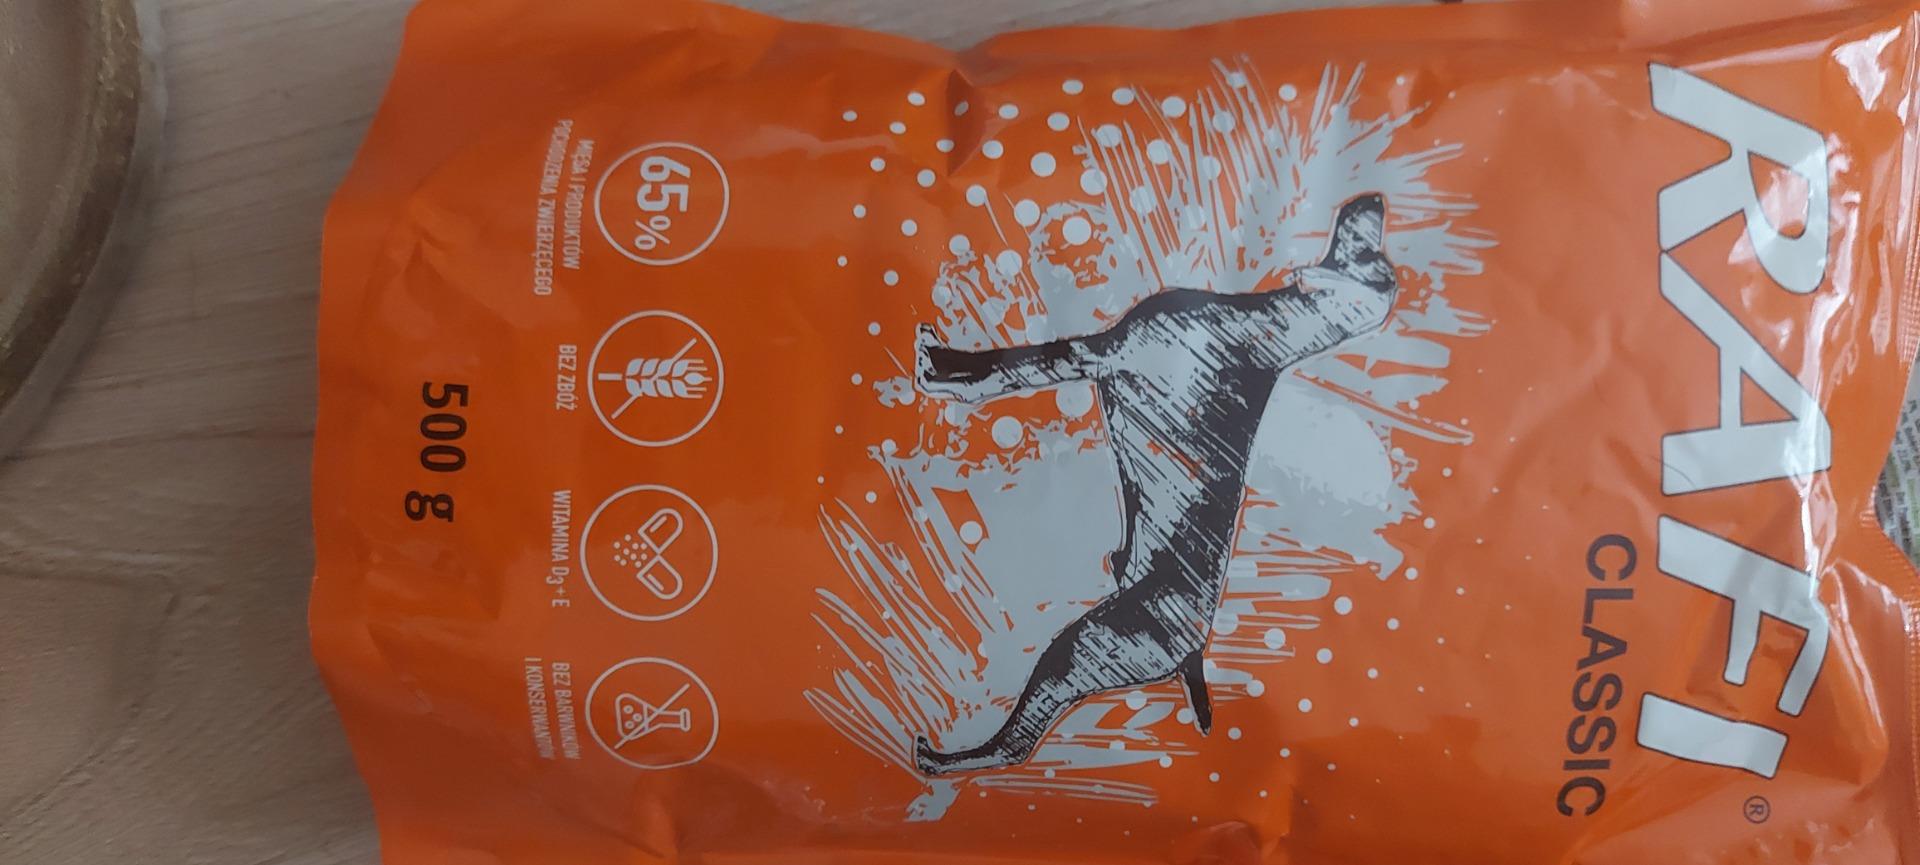 RAFI®
CLASSIC
65%
MIĘSA I PRODUKTÓW
POCHODZENIA ZWIERZĘCEGO
BEZ ZBÓŻ
WITAMINA D3 + E
BEZ BARWNIKÓW
I KONSERWANTÓW
500 g